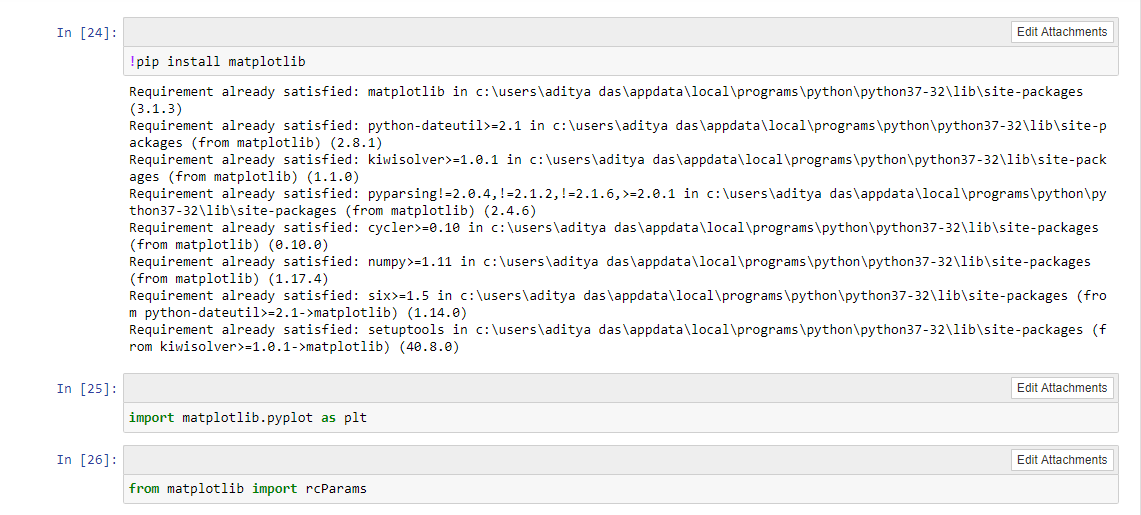 In [24]:
Edit Attachments
!pip install matplotlib
Requirement already satisfied: matplotlib in c:\users\aditya das\appdata\local\programs\python\python37-32\lib\site-packages
(3.1.3)
Requirement already satisfied: python-dateutil>=2.1 in c:\users\aditya das\appdata\local\programs\python\python37-32\lib\site-p
ackages (from matplotlib) (2.8.1)
Requirement already satisfied: kiwisolver>=1.0.1 in c:\users\aditya das\appdata\local\programs\python\python37-32\lib\site-pack
ages (from matplotlib) (1.1.0)
Requirement already satisfied: pyparsing!=2.0.4,!=2.1.2,!=2.1.6,>=2.0.1 in c:\users\aditya das\appdata\local\programs\python\py
thon37-32\lib\site-packages (from matplotlib) (2.4.6)
Requirement already satisfied: cycler>=0.10 in c:\users\aditya das\appdata\local\programs\python\python37-32\lib\site-packages
(from matplotlib) (0.10.0)
Requirement already satisfied: numpy>=1.11 in c:\users\aditya das\appdata\local\programs\python\python37-32\lib\site-packages
(from matplotlib) (1.17.4)
Requirement already satisfied: six>=1.5 in c:\users\aditya das\appdata\local\programs\python\python37-32\lib\site-packages (fro
m python-dateutil>=2.1->matplotlib) (1.14.0)
Requirement already satisfied: setuptools in c:\users\aditya das\appdata\local\programs\python\python37-32\lib\site-packages (f
rom kiwisolver>=1.0.1->matplotlib) (40.8.0)
In [25]:
Edit Attachments
import matplotlib.pyplot as plt
In [26]:
Edit Attachments
from matplotlib import rcParams